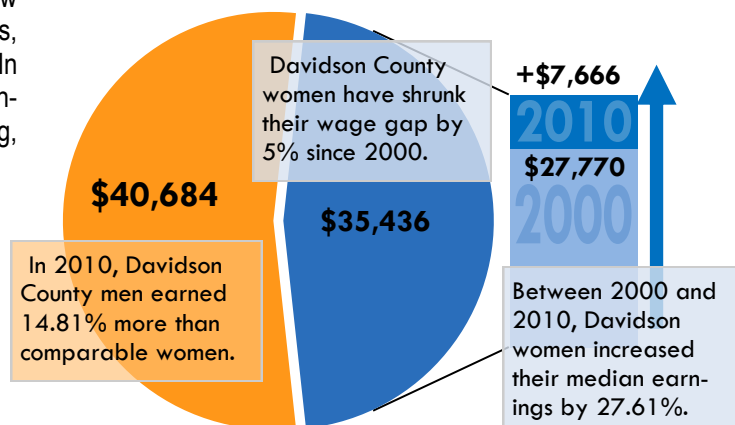 s,
In
n-
g,
$40,684
In 2010, Davidson
County men earned
14.81% more than
comparable women.
Davidson County
women have shrunk
their wage gap by
5% since 2000.
$35,436
+$7,666
2010
$27,770
2000
Between 2000 and
2010, Davidson
women increased
their median earn-
ings by 27.61%.